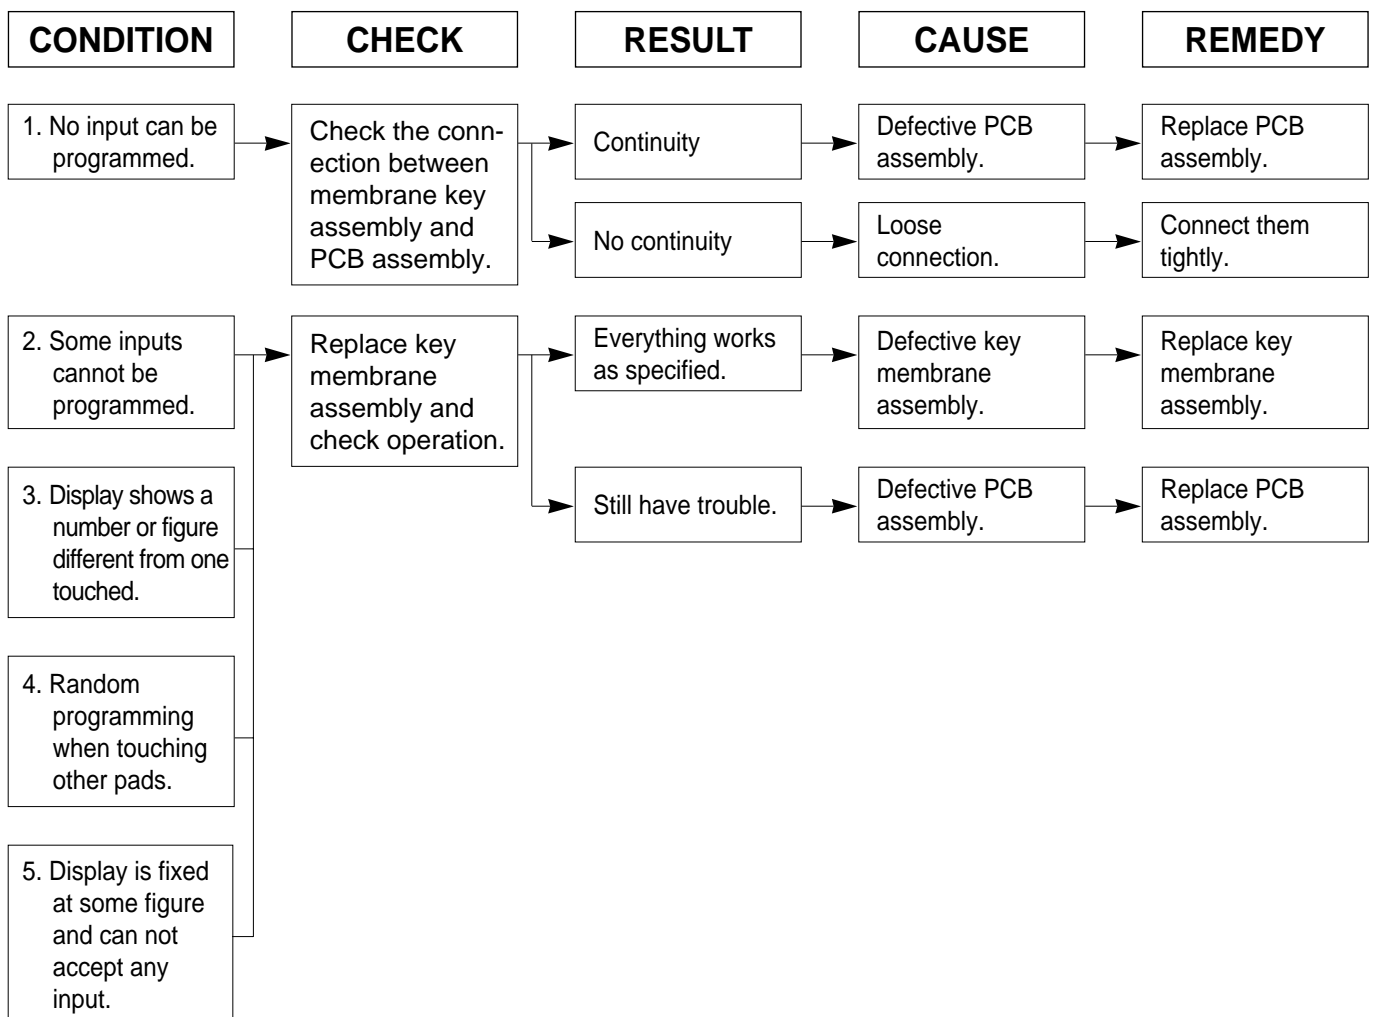 CONDITION
CHECK
RESULT
CAUSE
REMEDY
1. No input can be
programmed.
Check the conn-
ection between
membrane key
assembly and
PCB assembly.
Continuity
Defective PCB
assembly.
Replace PCB
assembly.
No continuity
Loose
connection.
Connect them
tightly.
2. Some inputs
cannot be
programmed.
Replace key
membrane
assembly and
check operation.
Everything works
as specified.
Defective key
membrane
assembly.
Replace key
membrane
assembly.
3. Display shows a
number or figure
different from one
touched.
Still have trouble.
Defective PCB
assembly.
Replace PCB
assembly.
4. Random
programming
when touching
other pads.
5. Display is fixed
at some figure
and can not
accept any
input.